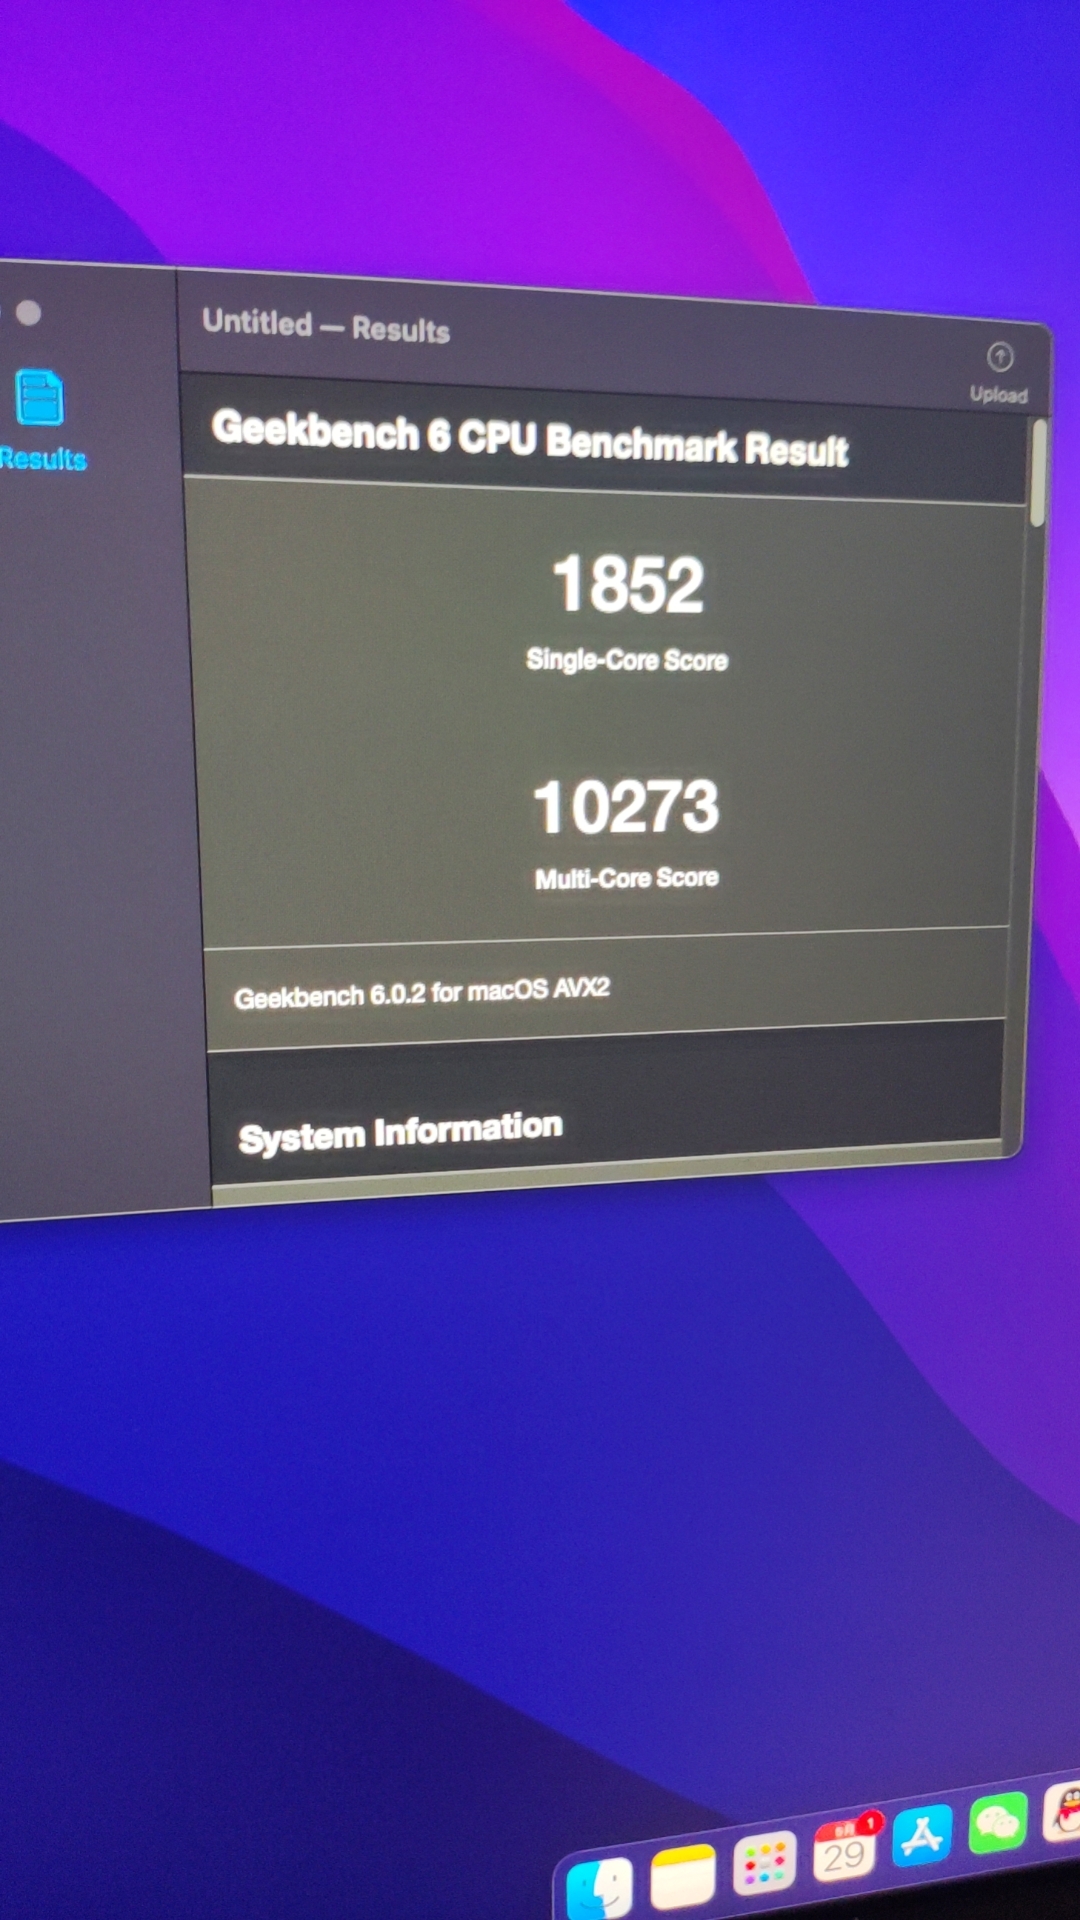 Untitled — Results
Upload
Results
Geekbench 6 CPU Benchmark Result
1852
Single-Core Score
10273
Multi-Core Score
Geekbench 6.0.2 for macOS AVX2
System Information
1
29